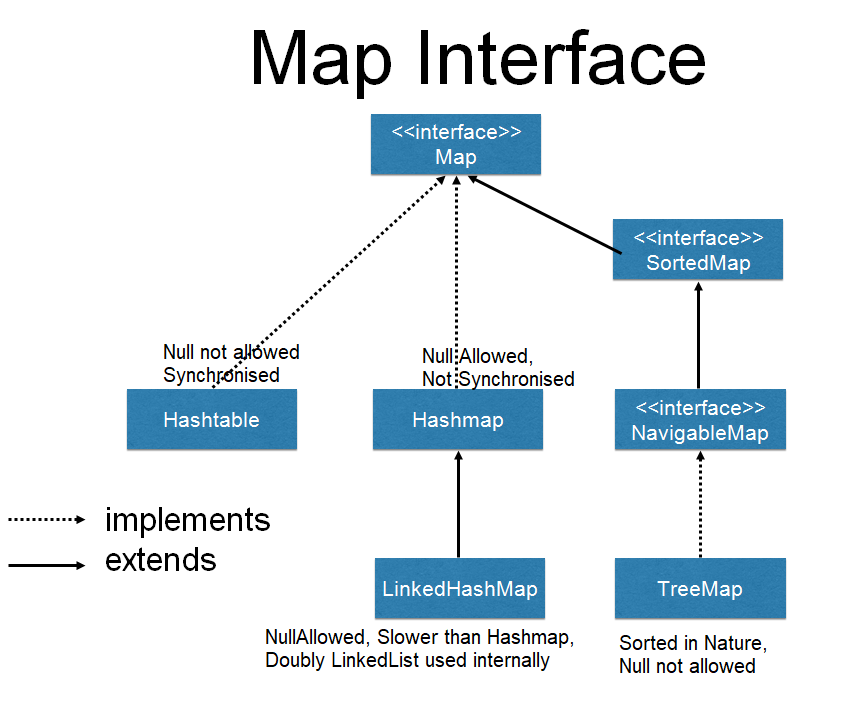 Map Interface
<<interface>>
Map
<<interface>>
SortedMap
Null not allowed
Synchronised
Null Allowed,
Not Synchronised
Hashtable
Hashmap
<<interface>>
NavigableMap
implements
extends
LinkedHashMap
TreeMap
NullAllowed, Slower than Hashmap,
Doubly LinkedList used internally
Sorted in Nature,
Null not allowed